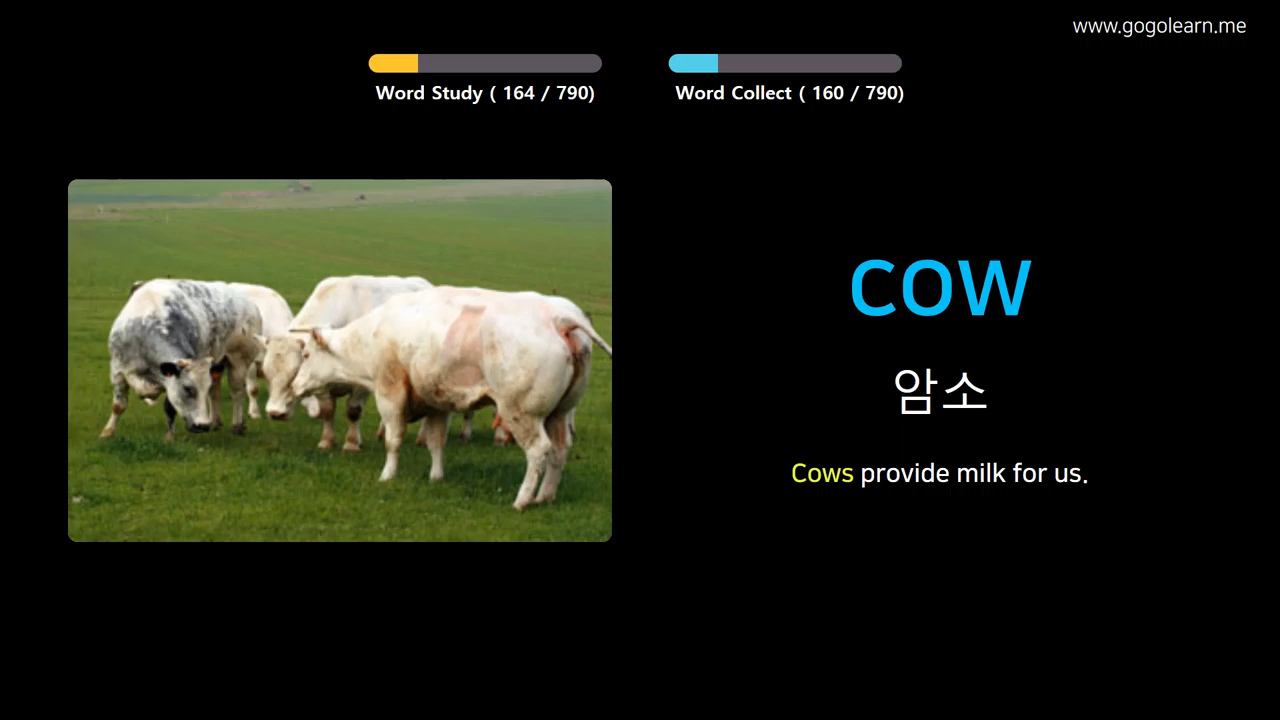 www.gogolearn.me
Word Study ( 164 / 790)
Word Collect ( 160 / 790)
cow
암소
Cows provide milk for us.